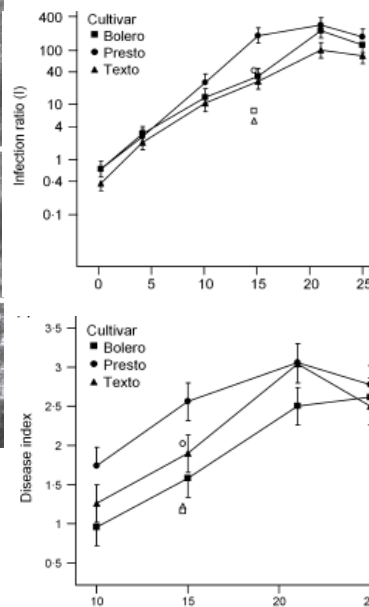 Cultivar
Bolero
Presto
Texto
Infection ratio (I)
400
100
40
10
4
1
0·4
0·1
0
5
10
15
20
25
Cultivar
Bolero
Presto
Texto
Disease index
3·5
3
2·5
2
1·5
1
0·5
10
15
20